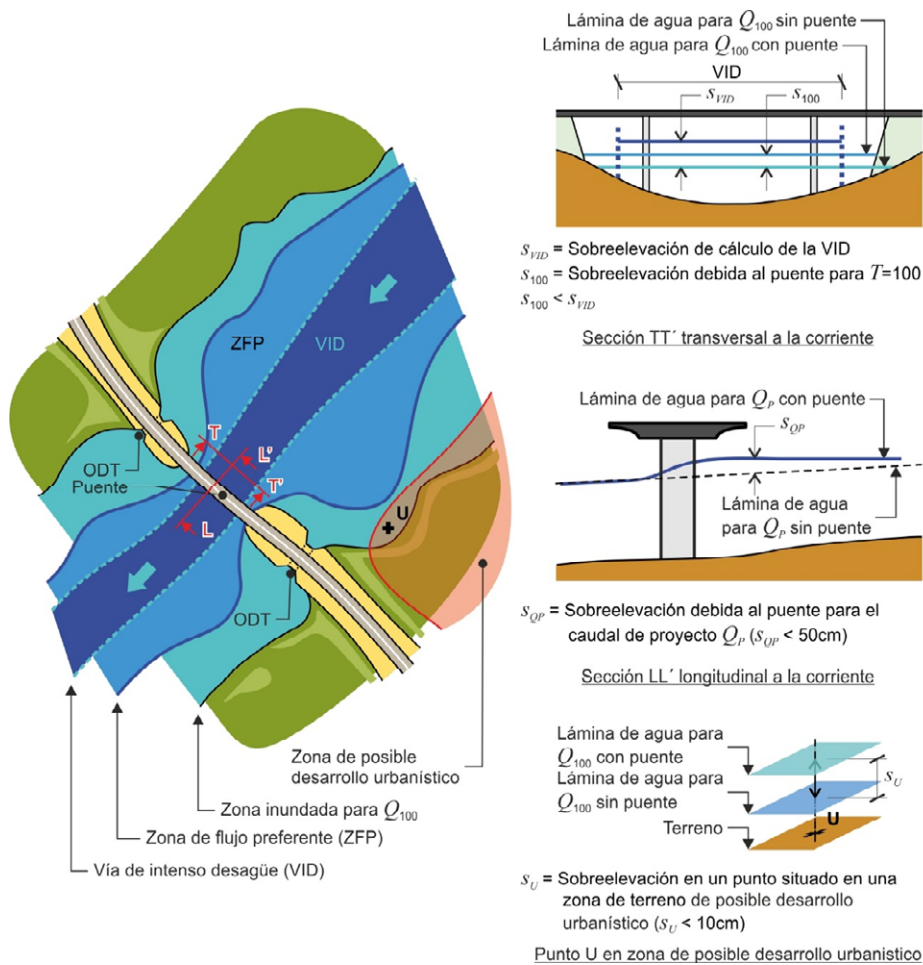 Lámina de agua para Q100 sin puente
Lámina de agua para Q100 con puente
VID
sVID
s100
sVID = Sobreelevación de cálculo de la VID
s100 = Sobreelevación debida al puente para T=100
s100 < sVID
Sección TT´ transversal a la corriente
ZFP
VID
T
L'
ODT
Puente
T'
L
U
ODT
Lámina de agua para QP con puente
sQP
Lámina de agua
para QP sin puente
sQP = Sobreelevación debida al puente para el
caudal de proyecto QP (sQP < 50cm)
Sección LL´ longitudinal a la corriente
Zona de posible
desarrollo urbanístico
Zona inundada para Q100
Zona de flujo preferente (ZFP)
Vía de intenso desagüe (VID)
Lámina de agua para
Q100 con puente
Lámina de agua para
Q100 sin puente
sU
U
Terreno
sU = Sobreelevación en un punto situado en una
zona de terreno de posible desarrollo
urbanístico (sU < 10cm)
Punto U en zona de posible desarrollo urbanistico